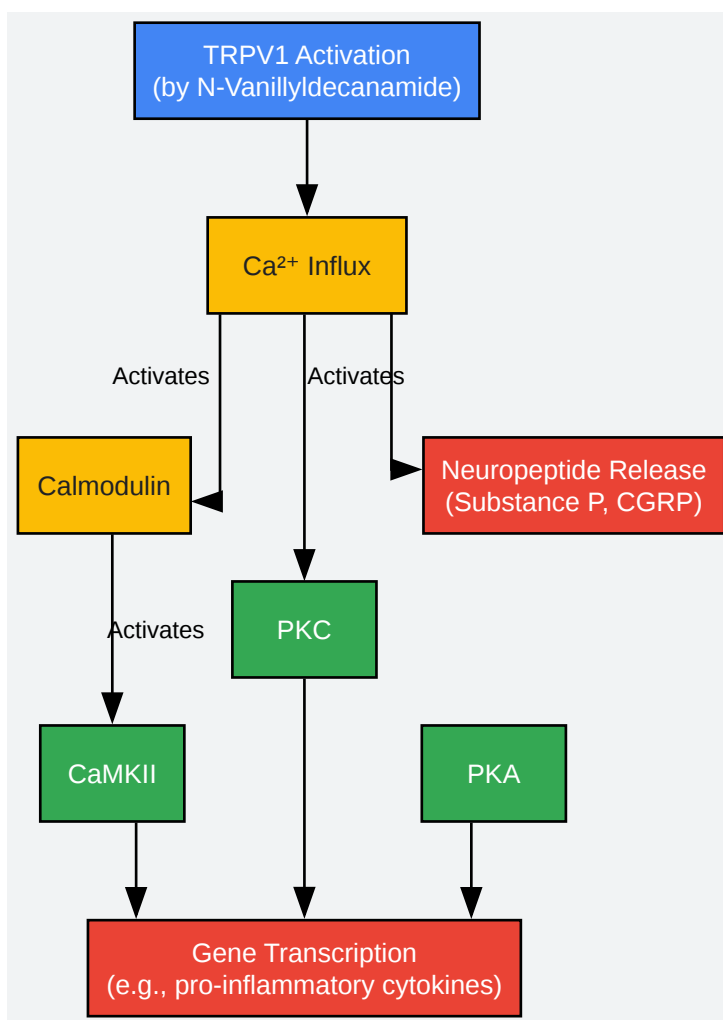 TRPV1 Activation
(by N-Vanillyldecanamide)
Ca²⁺ Influx
Activates
Activates
Calmodulin
Neuropeptide Release
(Substance P, CGRP)
Activates
PKC
CaMKII
PKA
Gene Transcription
(e.g., pro-inflammatory cytokines)